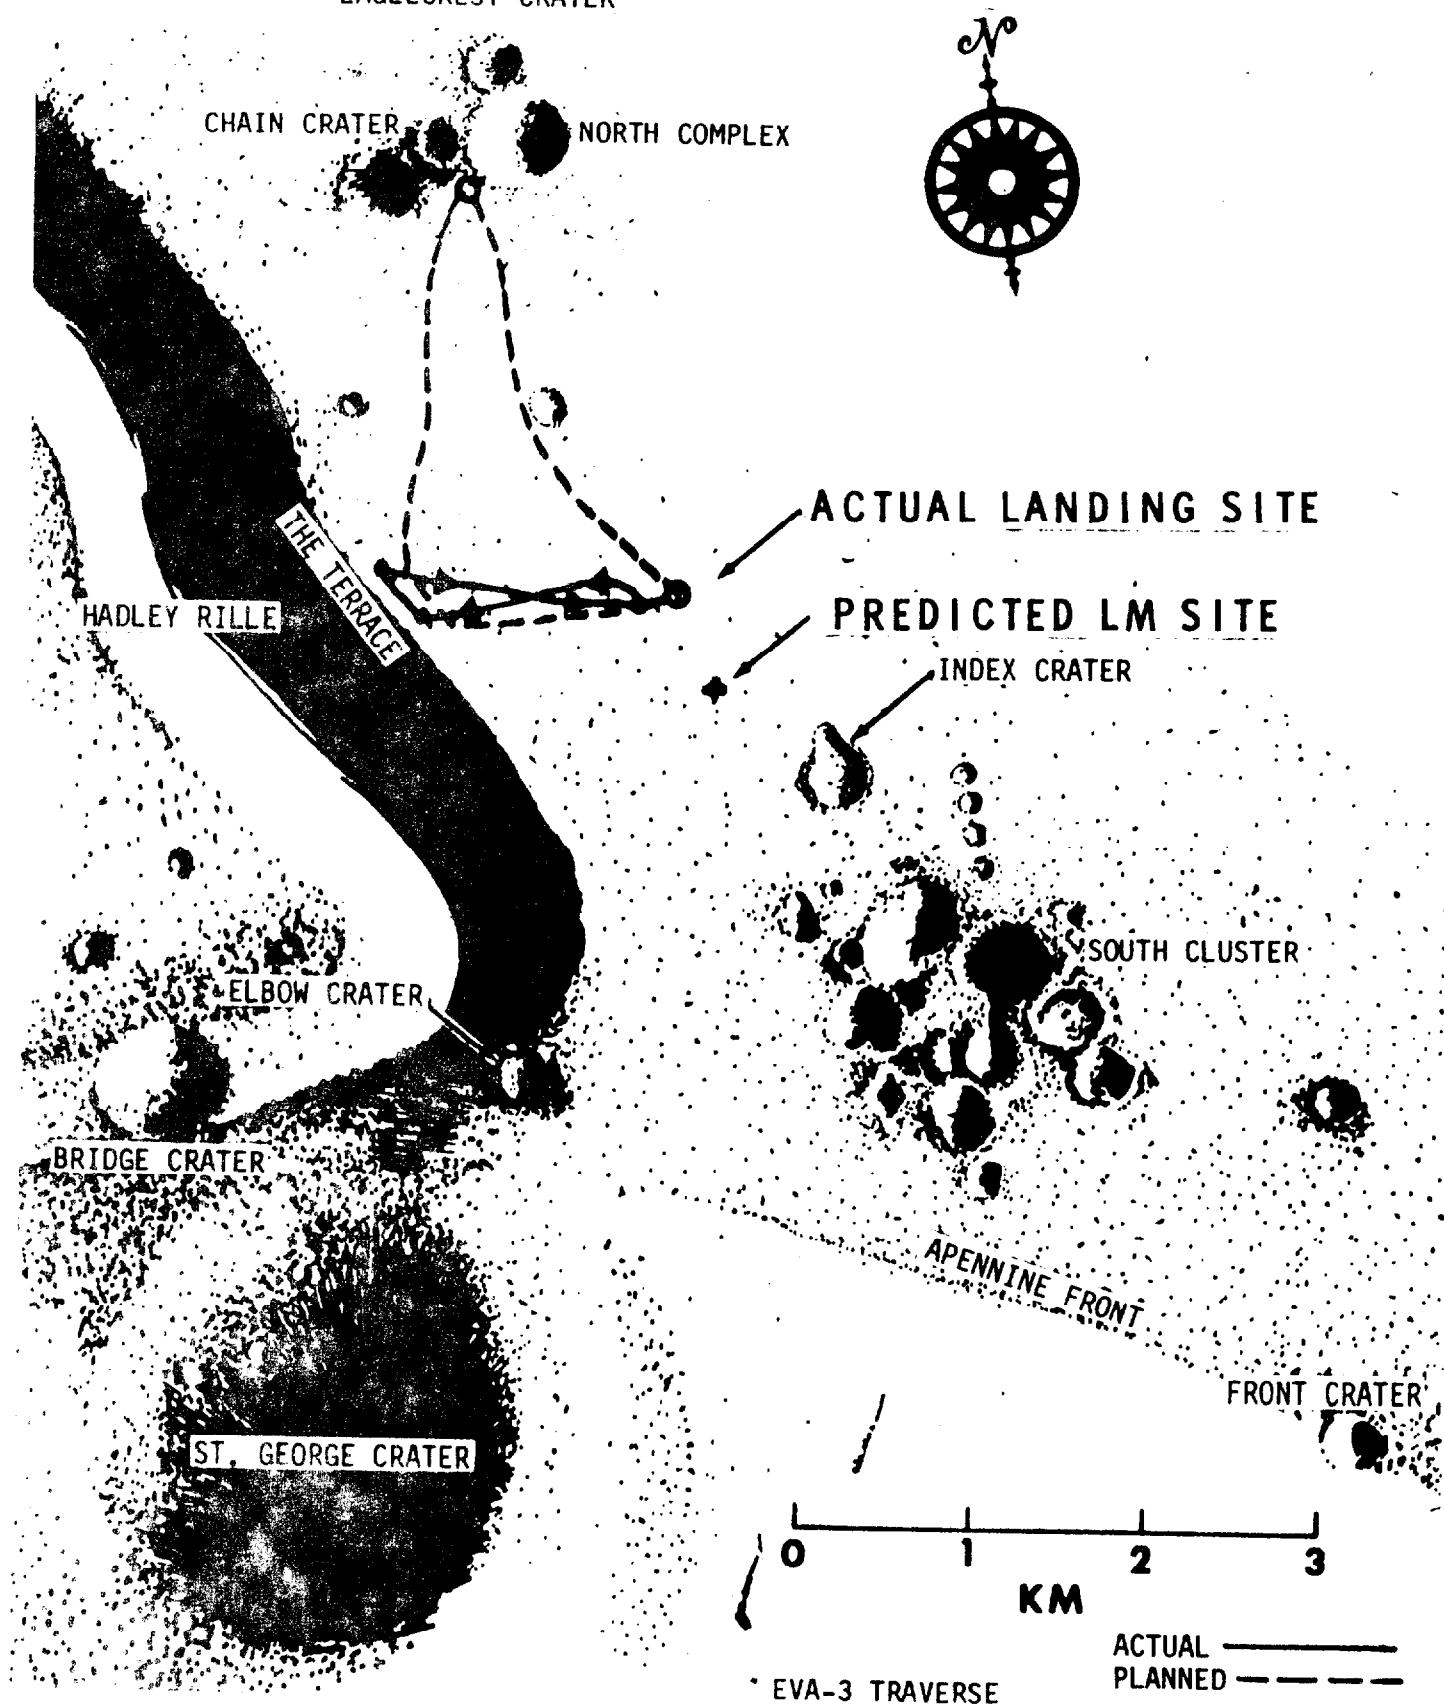 EAGLECREST CRATER
N
CHAIN CRATER
NORTH COMPLEX
ACTUAL LANDING SITE
THE TERRACE
HADLEY RILLE
PREDICTED LM SITE
INDEX CRATER
SOUTH CLUSTER
ELBOW CRATER
BRIDGE CRATER
APENNINE FRONT
FRONT CRATER
ST. GEORGE CRATER
0 1 2 3
KM
ACTUAL
PLANNED
EVA-3 TRAVERSE